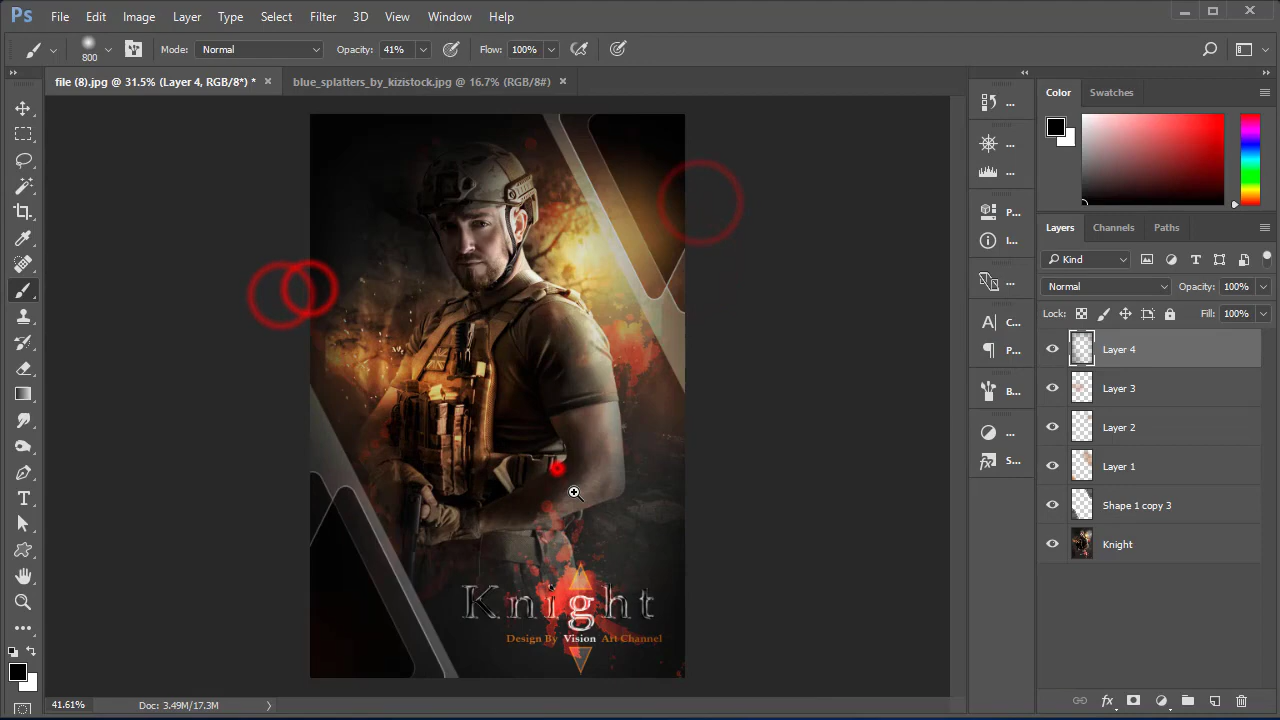 Ps File Edit Image Layer Type Select Filter 3D View Window Help
800 Mode: Normal Opacity: 41% Flow: 100%
file (8).jpg @ 31.5% (Layer 4, RGB/8*) * × blue_splatters_by_kizistock.jpg @ 16.7% (RGB/8#) ×
Color Swatches
... 
...
...
P...
I...
...
A| C...
P...
B...
...
S...
Layers Channels Paths
Kind
Normal Opacity: 100%
Lock: Fill: 100%
Layer 4
Layer 3
Layer 2
Layer 1
Shape 1 copy 3
Knight
Knight
Design By Vision Art Channel
41.61% Doc: 3.49M/17.3M